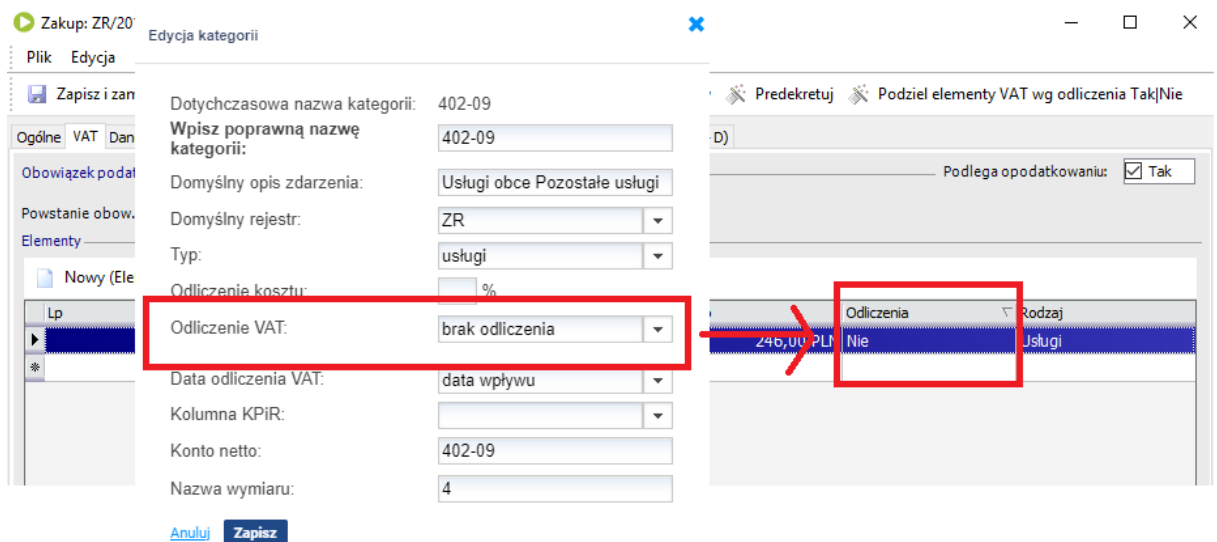 Zakup: ZR/20
Edycja kategorii
Plik Edycja
Zapisz i zam
Predekretuj Podziel elementy VAT wg odliczenia Tak|Nie
Dotychczasowa nazwa kategorii: 402-09
Ogólne VAT Dan
D)
Wpisz poprawną nazwę
kategorii:
402-09
Obowiązek podat
Podlega opodatkowaniu: Tak
Domyślny opis zdarzenia: Usługi obce Pozostałe usługi
Powstanie obow.
Domyślny rejestr: ZR
Elementy
Typ: usługi
Nowy (Ele
Odliczenie kosztu: %
Lp
Odliczenia Rodzaj
Odliczenie VAT: brak odliczenia
246,00 PLN Nie Usługi
Data odliczenia VAT: data wpływu
Kolumna KPiR:
Konto netto: 402-09
Nazwa wymiaru: 4
Anuluj Zapisz